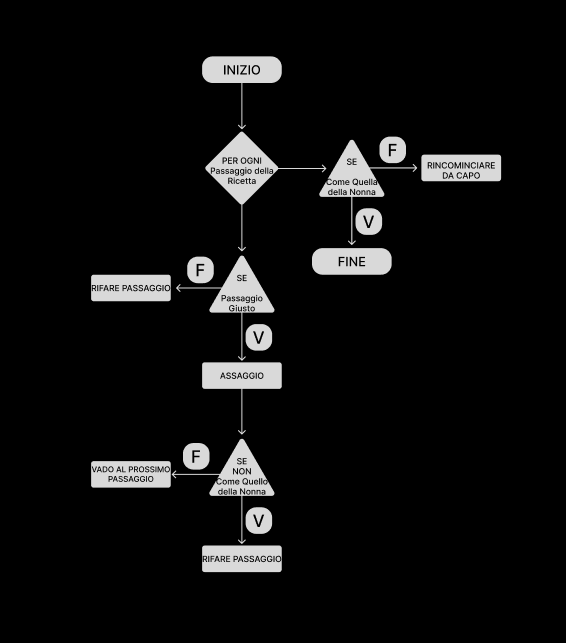 INIZIO
PER OGNI
Passaggio della
Ricetta
SE
Come Quella
della Nonna
F
RINCOMINCIARE
DA CAPO
V
FINE
SE
Passaggio
Giusto
F
RIFARE PASSAGGIO
V
ASSAGGIO
SE
NON
Come Quello
della Nonna
F
VADO AL PROSSIMO
PASSAGGIO
V
RIFARE PASSAGGIO